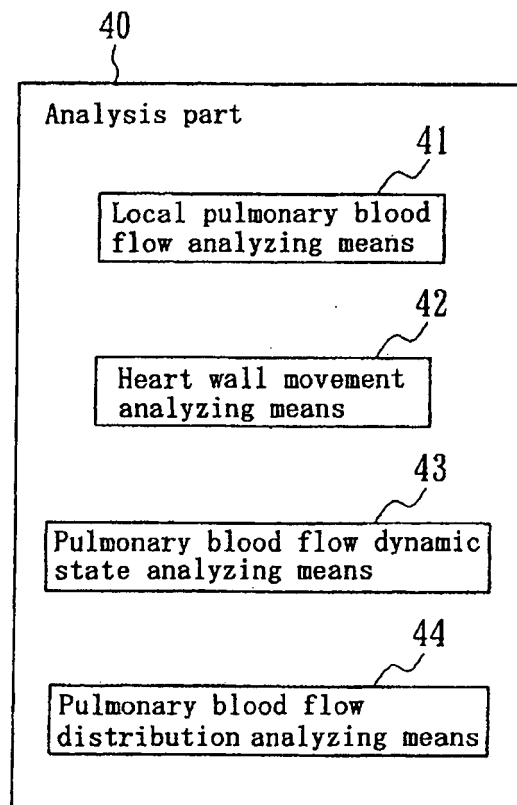 40
Analysis part
41
Local pulmonary blood
flow analyzing means
42
Heart wall movement
analyzing means
43
Pulmonary blood flow dynamic
state analyzing means
44
Pulmonary blood flow
distribution analyzing means